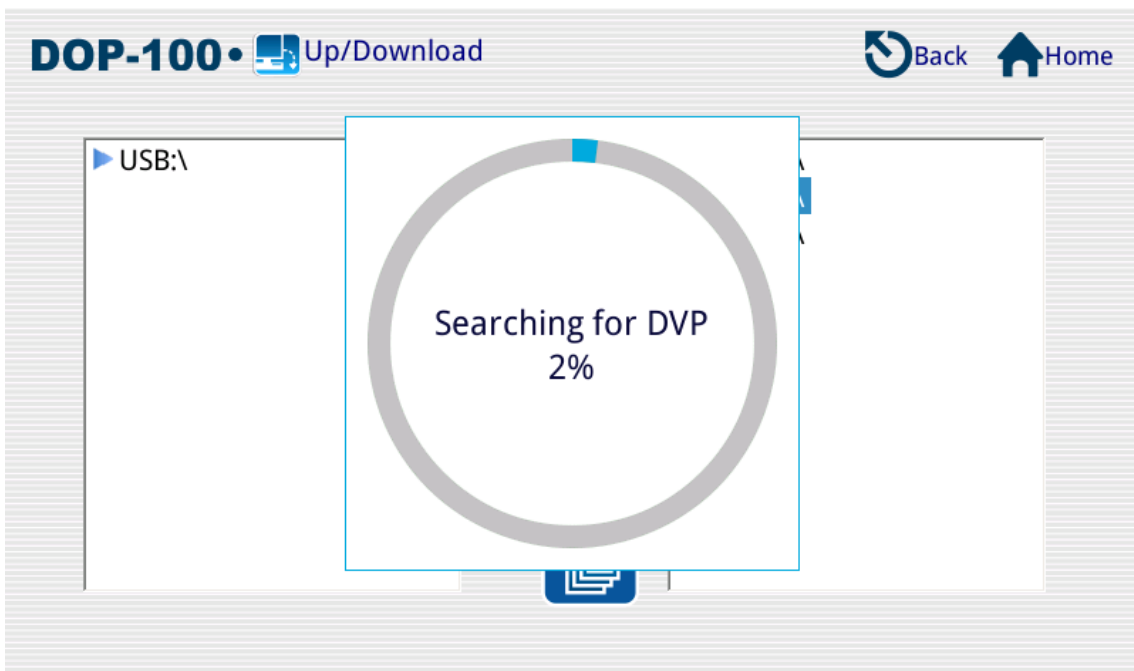 DOP-100 • Up/Download
Back
Home
USB:\
\
\
\
Searching for DVP
2%